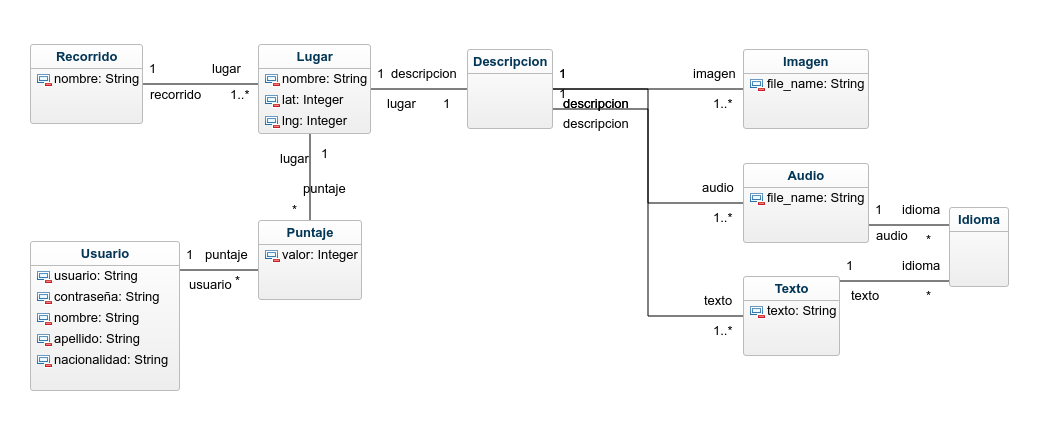 Recorrido
nombre: String
1
lugar
recorrido
1..*
Lugar
nombre: String
lat: Integer
lng: Integer
1
descripcion
lugar
1
Descripcion
1
1
descripcion
descripcion
imagen
1..*
Imagen
file_name: String
audio
1..*
Audio
file_name: String
1
idioma
audio
*
Idioma
lugar
1
puntaje
*
Puntaje
valor: Integer
Usuario
usuario: String
contraseña: String
nombre: String
apellido: String
nacionalidad: String
1
puntaje
usuario
*
texto
1..*
Texto
texto: String
1
idioma
texto
*